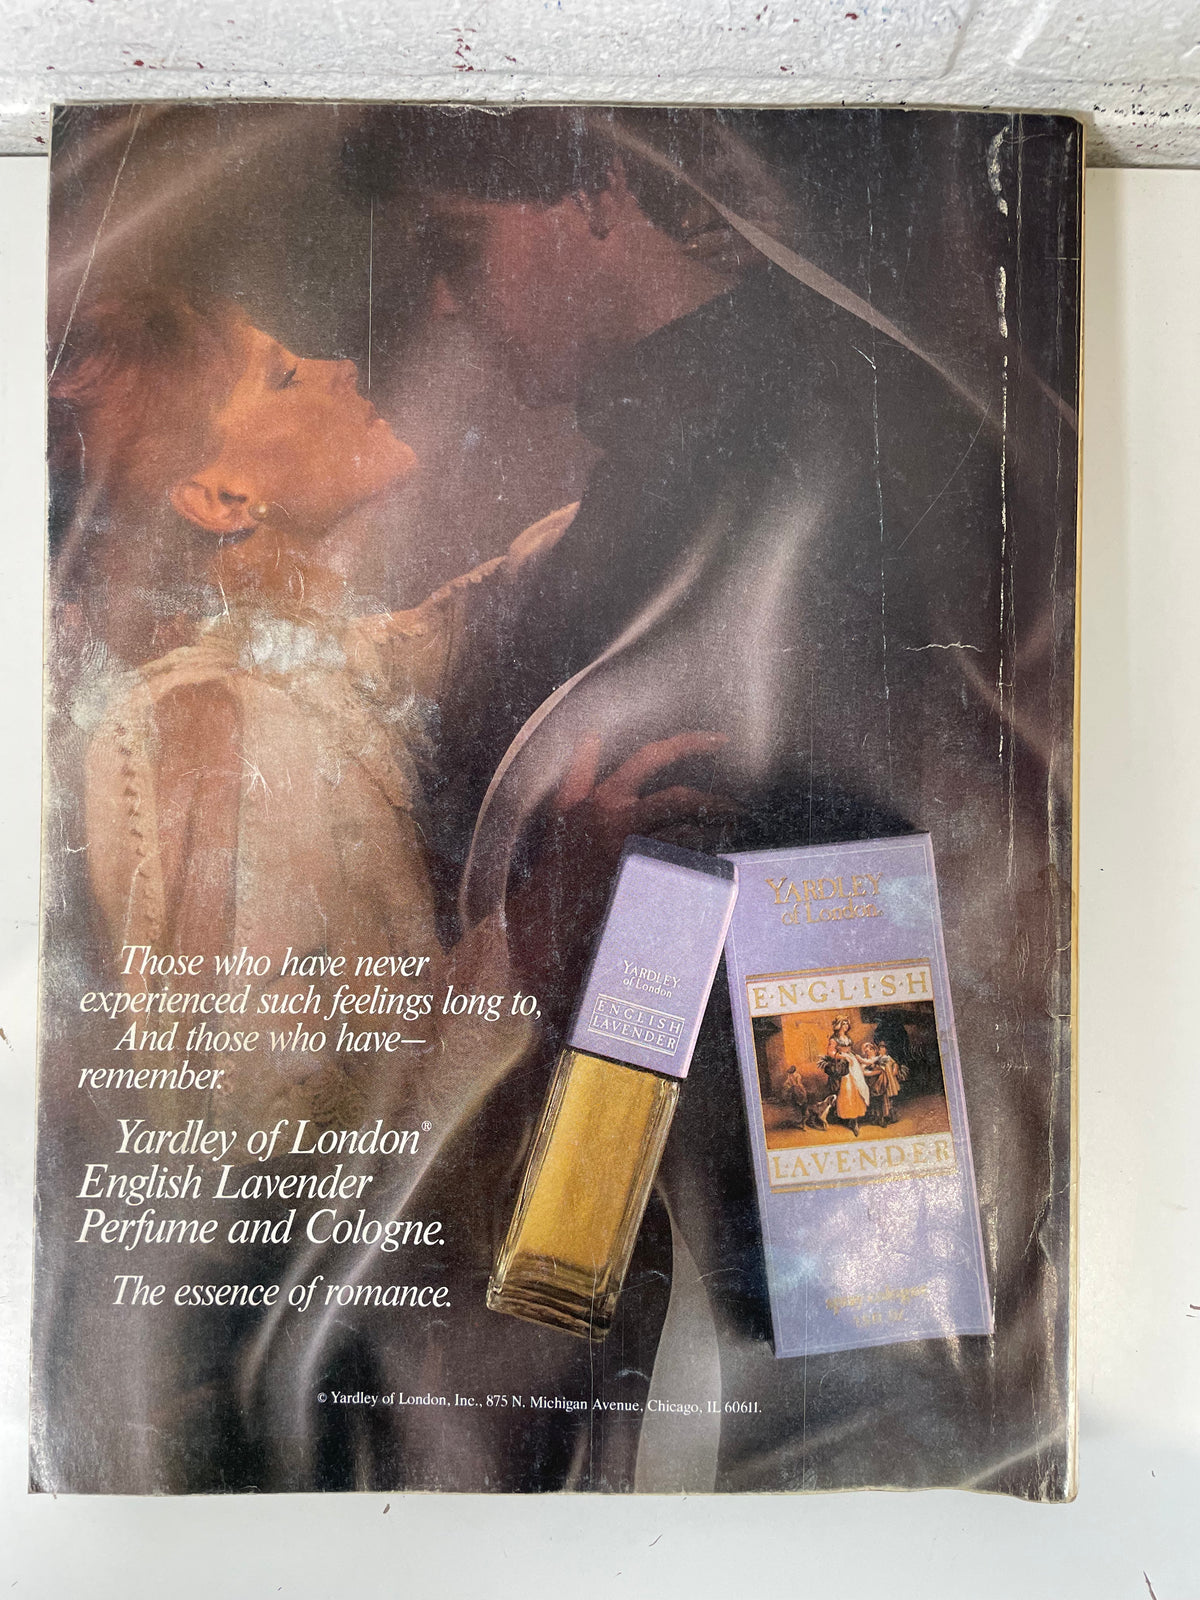 Those who have never
experienced such feelings long to,
And those who have—
remember.
Yardley of London®
English Lavender
Perfume and Cologne.
The essence of romance.
YARDLEY
of London
ENGLISH
LAVENDER
YARDLEY
of London.
E·N·G·L·I·S·H
L·A·V·E·N·D·E·R
© Yardley of London, Inc., 875 N. Michigan Avenue, Chicago, IL 60611.